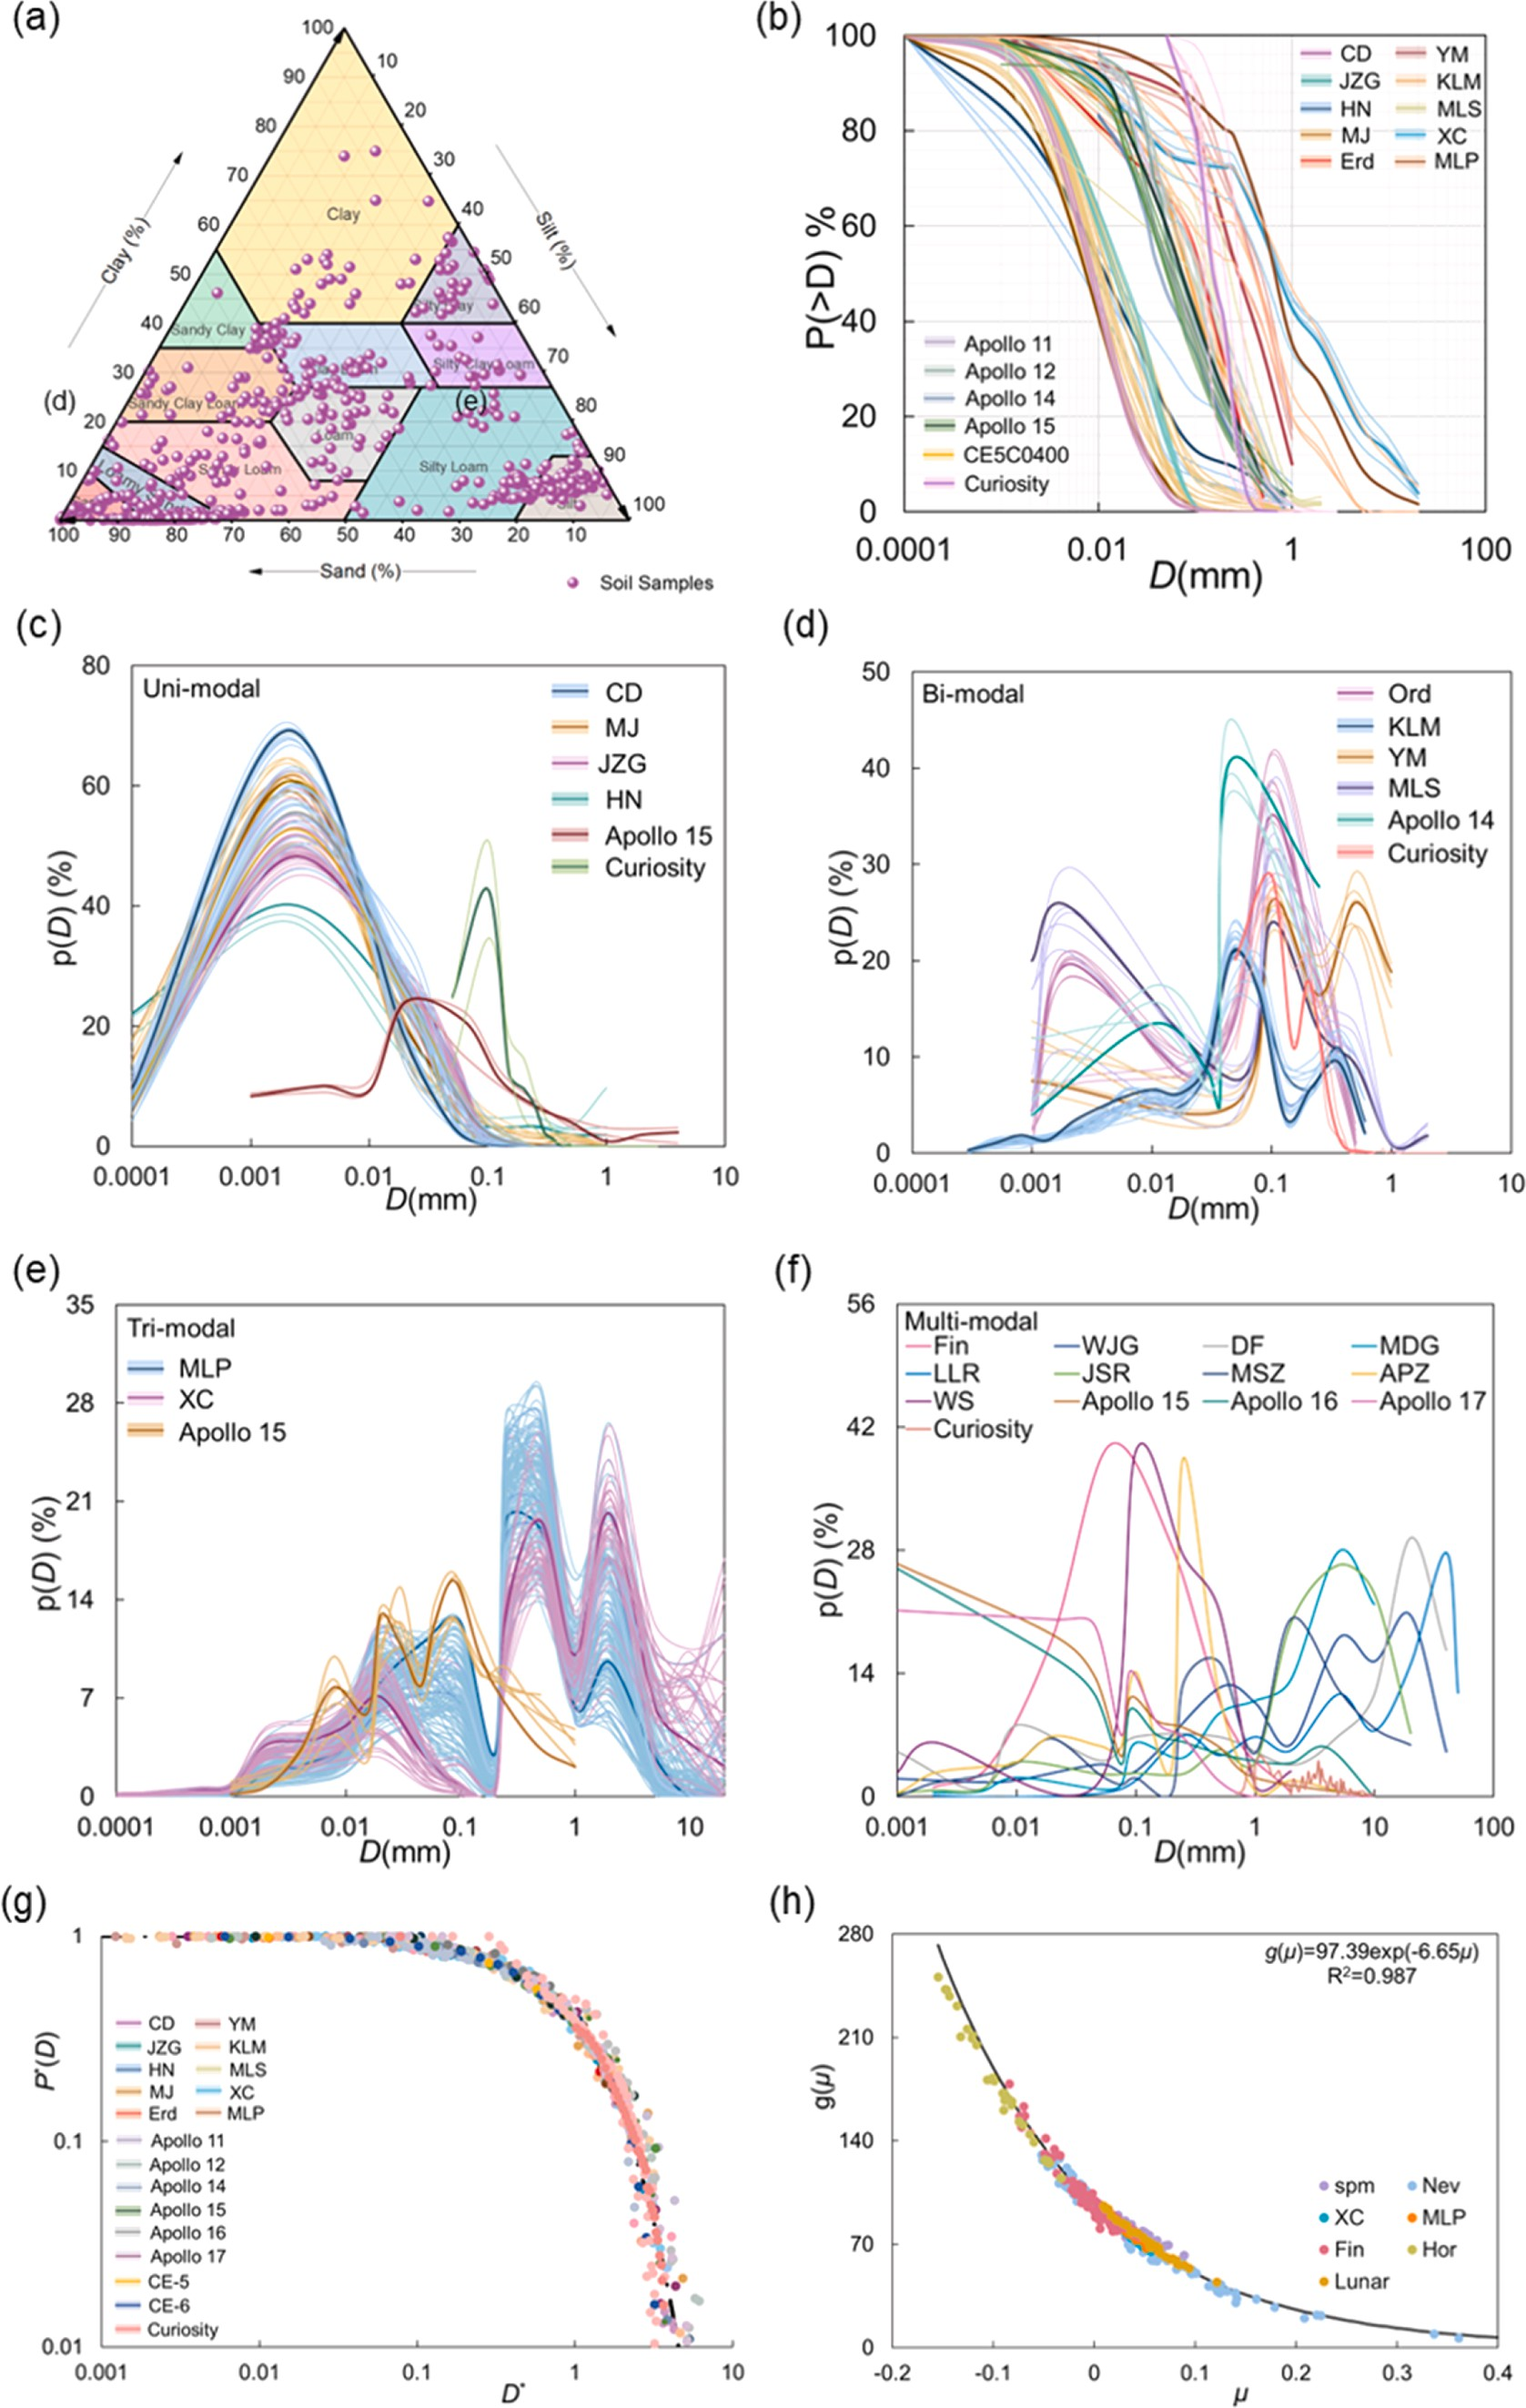 (a)
100
90
80
70
60
50
40
30
20
10
10
20
30
40
50
60
70
80
90
100
Clay (%)
Silt (%)
Clay
Sandy Clay
Silty Clay Loam
Sandy Clay Loam
Loam
Silty Loam
(d)
(e)
100 90 80 70 60 50 40 30 20 10
Sand (%)
Soil Samples
(b)
100
80
60
40
20
0
P(>D) %
CD YM
JZG KLM
HN MLS
MJ XC
Erd MLP
Apollo 11
Apollo 12
Apollo 14
Apollo 15
CE5C0400
Curiosity
0.0001 0.01 1 100
D(mm)
(c)
80
60
40
20
0
p(D) (%)
Uni-modal
CD
MJ
JZG
HN
Apollo 15
Curiosity
0.0001 0.001 0.01 0.1 1 10
D(mm)
(d)
50
40
30
20
10
0
p(D) (%)
Bi-modal
Ord
KLM
YM
MLS
Apollo 14
Curiosity
0.0001 0.001 0.01 0.1 1 10
D(mm)
(e)
35
28
21
14
7
0
p(D) (%)
Tri-modal
MLP
XC
Apollo 15
0.0001 0.001 0.01 0.1 1 10
D(mm)
(f)
56
42
28
14
0
p(D) (%)
Multi-modal
Fin WJG DF MDG
LLR JSR MSZ APZ
WS Apollo 15 Apollo 16 Apollo 17
Curiosity
0.001 0.01 0.1 1 10 100
D(mm)
(g)
1
0.1
0.01
P*(D)
CD YM
JZG KLM
HN MLS
MJ XC
Erd MLP
Apollo 11
Apollo 12
Apollo 14
Apollo 15
Apollo 16
Apollo 17
CE-5
CE-6
Curiosity
0.001 0.01 0.1 1 10
D*
(h)
280
210
140
70
0
g(μ)
g(μ)=97.39exp(-6.65μ)
R²=0.987
spm Nev
XC MLP
Fin Hor
Lunar
-0.2 -0.1 0 0.1 0.2 0.3 0.4
μ